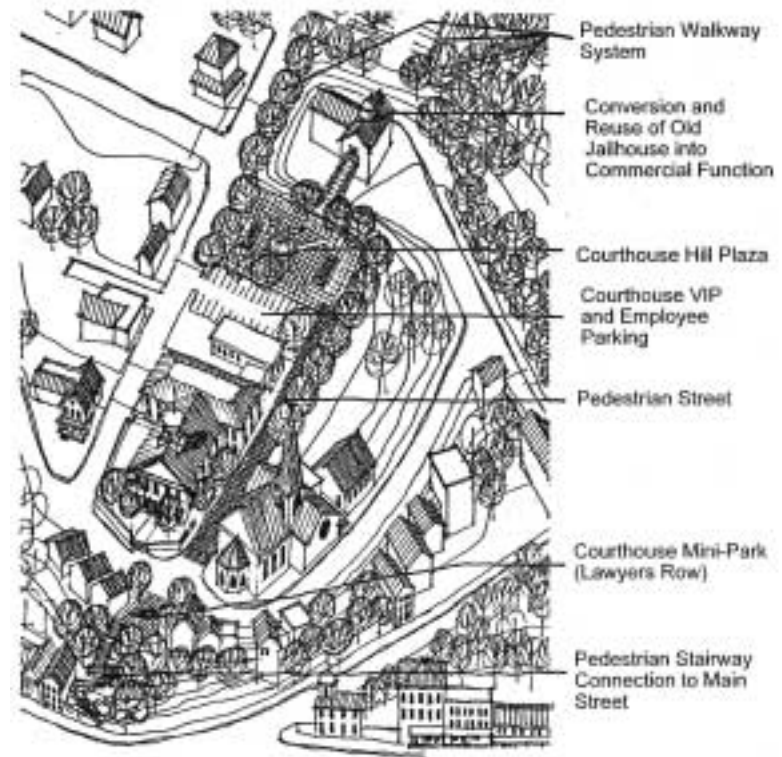 Pedestrian Walkway
System
Conversion and
Reuse of Old
Jailhouse into
Commercial Function
Courthouse Hill Plaza
Courthouse VIP
and Employee
Parking
Pedestrian Street
Courthouse Mini-Park
(Lawyers Row)
Pedestrian Stairway
Connection to Main
Street